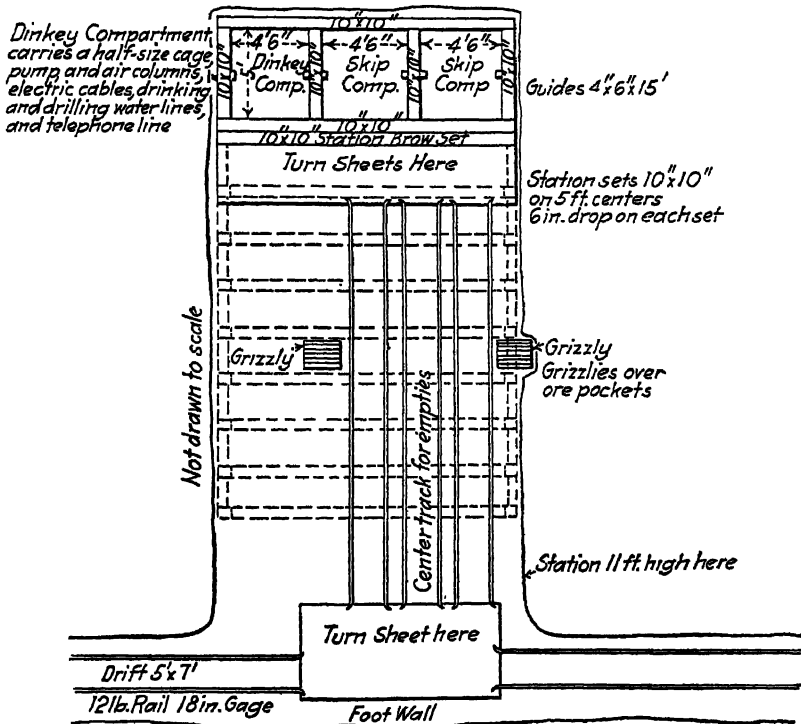 10"x10"
Dinkey Compartment
carries a half-size cage
pump and air columns,
electric cables, drinking
and drilling water lines,
and telephone line
4'6"
4'6"
4'6"
10"x10"
5'
Dinkey
Comp.
10"x10"
Skip
Comp.
10"x10"
Skip
Comp
10"x10"
Guides 4"x6"x15'
10"x10"
10"x10" Station Brow Set
Turn Sheets Here
Station sets 10"x10"
on 5 ft. centers
6 in. drop on each set
Not drawn to scale
Grizzly
Grizzly
Grizzlies over
ore pockets
Center track for empties
Station 11 ft. high here
Turn Sheet here
Drift 5'x7'
12 lb. Rail 18 in. Gage
Foot Wall